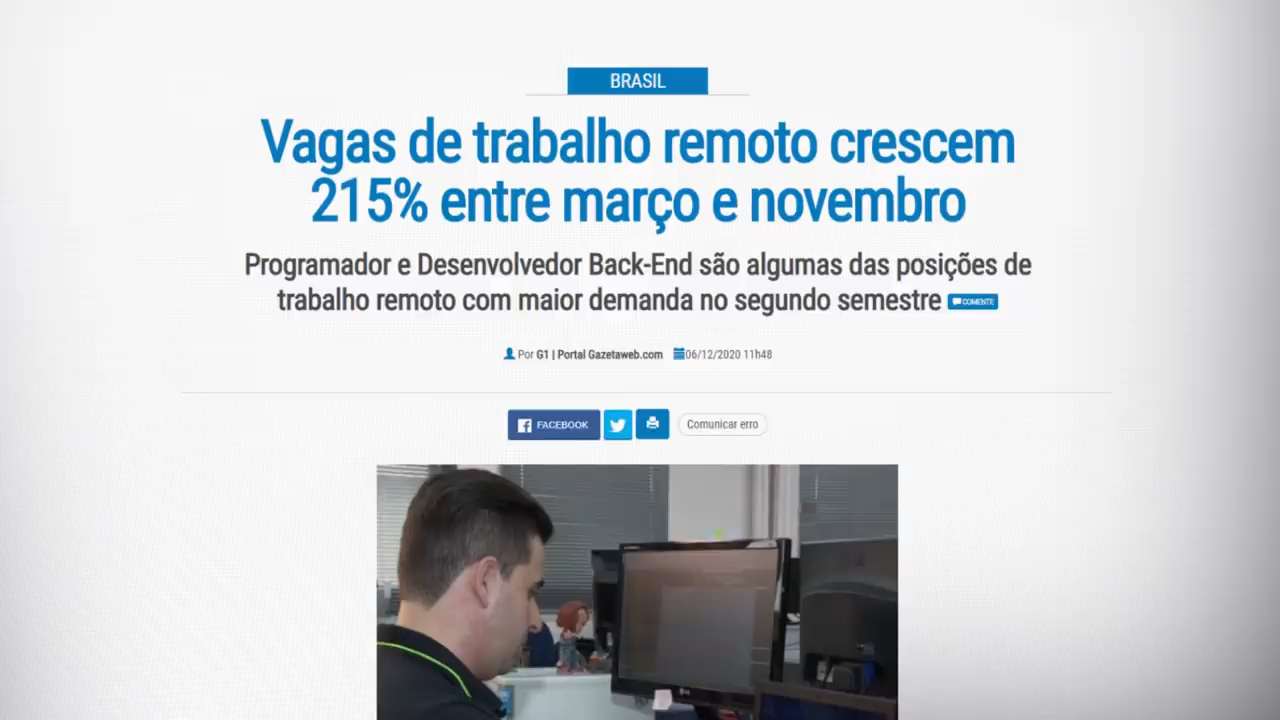 BRASIL
Vagas de trabalho remoto crescem
215% entre março e novembro
Programador e Desenvolvedor Back-End são algumas das posições de
trabalho remoto com maior demanda no segundo semestre COMENTE
Por G1 | Portal Gazetaweb.com 06/12/2020 11h48
FACEBOOK Comunicar erro
LG